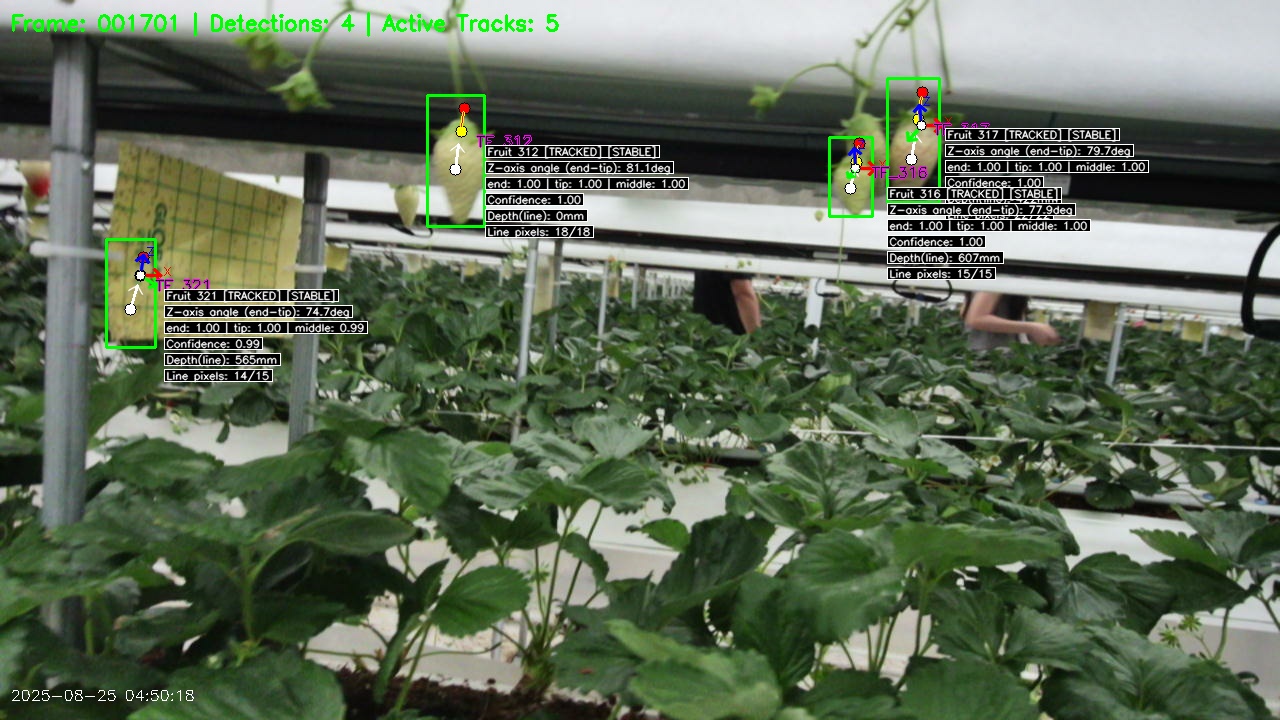 Frame: 001701 | Detections: 4 | Active Tracks: 5
TF_312
Fruit 312 [TRACKED] [STABLE]
Z-axis angle (end-tip): 81.1deg
end: 1.00 | tip: 1.00 | middle: 1.00
Confidence: 1.00
Depth(line): 0mm
Line pixels: 18/18
Z
X
Fruit 317 [TRACKED] [STABLE]
Z-axis angle (end-tip): 79.7deg
end: 1.00 | tip: 1.00 | middle: 1.00
Confidence: 1.00
TF_316
Fruit 316 [TRACKED] [STABLE]
Z-axis angle (end-tip): 77.9deg
end: 1.00 | tip: 1.00 | middle: 1.00
Confidence: 1.00
Depth(line): 607mm
Line pixels: 15/15
Z
X
TF_321
Fruit 321 [TRACKED] [STABLE]
Z-axis angle (end-tip): 74.7deg
end: 1.00 | tip: 1.00 | middle: 0.99
Confidence: 0.99
Depth(line): 565mm
Line pixels: 14/15
2025-08-25 04:50:18